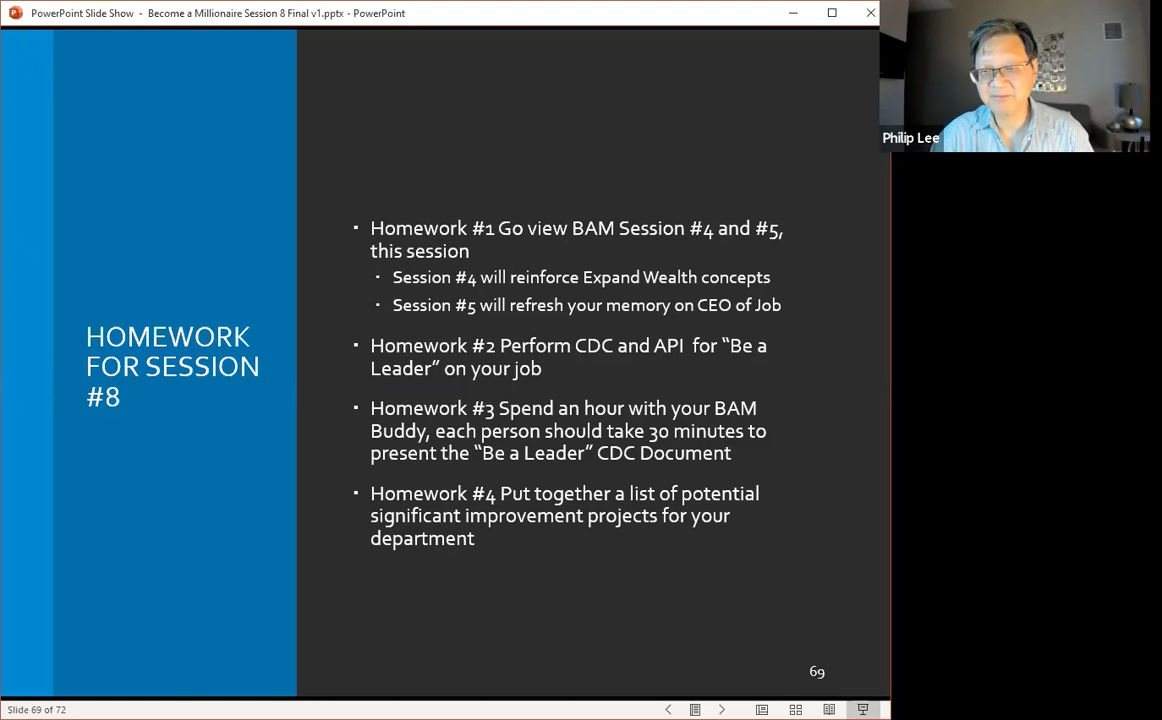 PowerPoint Slide Show - Become a Millionaire Session 8 Final v1.pptx - PowerPoint
Philip Lee
HOMEWORK
FOR SESSION
#8
▪ Homework #1 Go view BAM Session #4 and #5,
this session
▪ Session #4 will reinforce Expand Wealth concepts
▪ Session #5 will refresh your memory on CEO of Job
▪ Homework #2 Perform CDC and API for “Be a
Leader” on your job
▪ Homework #3 Spend an hour with your BAM
Buddy, each person should take 30 minutes to
present the “Be a Leader” CDC Document
▪ Homework #4 Put together a list of potential
significant improvement projects for your
department
69
Slide 69 of 72